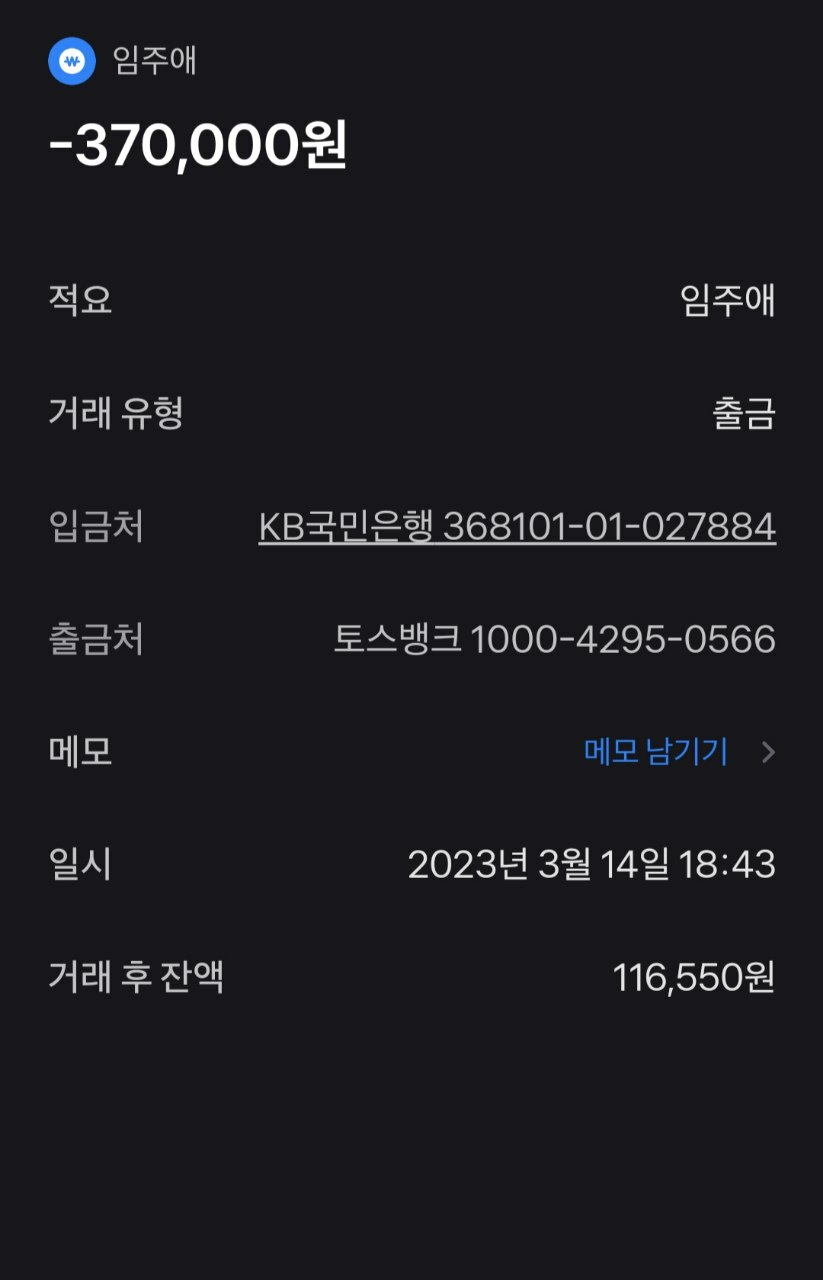 임주애
-370,000원
적요 임주애
거래 유형 출금
입금처 KB국민은행 368101-01-027884
출금처 토스뱅크 1000-4295-0566
메모 메모 남기기
일시 2023년 3월 14일 18:43
거래 후 잔액 116,550원